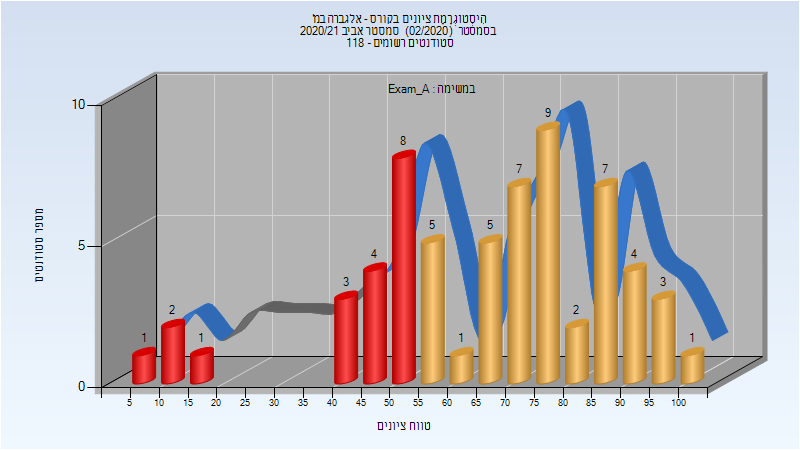 היסטוגרמת ציונים בקורס - אלגברה במ'
בסמסטר (02/2020) סמסטר אביב 2020/21
סטודנטים רשומים - 118
במשימה : Exam_A
מספר סטודנטים
10
5
0
1
2
1
3
4
8
5
1
5
7
9
2
7
4
3
1
5 10 15 20 25 30 35 40 45 50 55 60 65 70 75 80 85 90 95 100
טווח ציונים